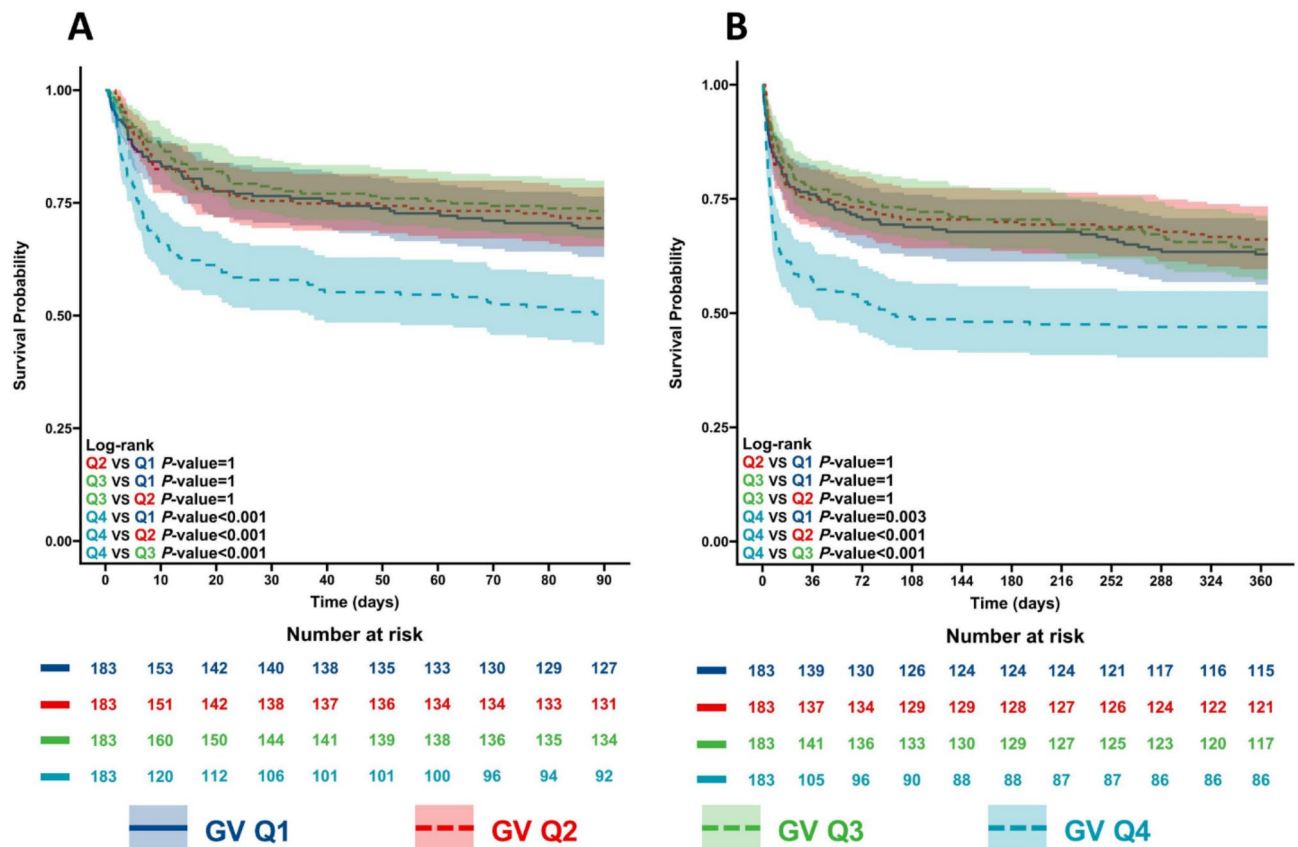 A
B
1.00
0.75
0.50
0.25
0.00
Survival Probability
Log-rank
Q2 VS Q1 P-value=1
Q3 VS Q1 P-value=1
Q3 VS Q2 P-value=1
Q4 VS Q1 P-value<0.001
Q4 VS Q2 P-value<0.001
Q4 VS Q3 P-value<0.001
0 10 20 30 40 50 60 70 80 90
Time (days)
1.00
0.75
0.50
0.25
0.00
Survival Probability
Log-rank
Q2 VS Q1 P-value=1
Q3 VS Q1 P-value=1
Q3 VS Q2 P-value=1
Q4 VS Q1 P-value=0.003
Q4 VS Q2 P-value<0.001
Q4 VS Q3 P-value<0.001
0 36 72 108 144 180 216 252 288 324 360
Time (days)
Number at risk
183 153 142 140 138 135 133 130 129 127
183 151 142 138 137 136 134 134 133 131
183 160 150 144 141 139 138 136 135 134
183 120 112 106 101 101 100 96 94 92
Number at risk
183 139 130 126 124 124 124 121 117 116 115
183 137 134 129 129 128 127 126 124 122 121
183 141 136 133 130 129 127 125 123 120 117
183 105 96 90 88 88 87 87 86 86 86
GV Q1 GV Q2 GV Q3 GV Q4